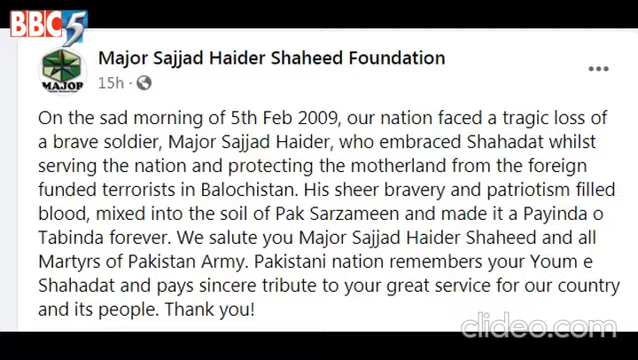 BBC 5
Major Sajjad Haider Shaheed Foundation
MAJOR
15h
On the sad morning of 5th Feb 2009, our nation faced a tragic loss of
a brave soldier, Major Sajjad Haider, who embraced Shahadat whilst
serving the nation and protecting the motherland from the foreign
funded terrorists in Balochistan. His sheer bravery and patriotism filled
blood, mixed into the soil of Pak Sarzameen and made it a Payinda o
Tabinda forever. We salute you Major Sajjad Haider Shaheed and all
Martyrs of Pakistan Army. Pakistani nation remembers your Youm e
Shahadat and pays sincere tribute to your great service for our country
and its people. Thank you!
clideo.com